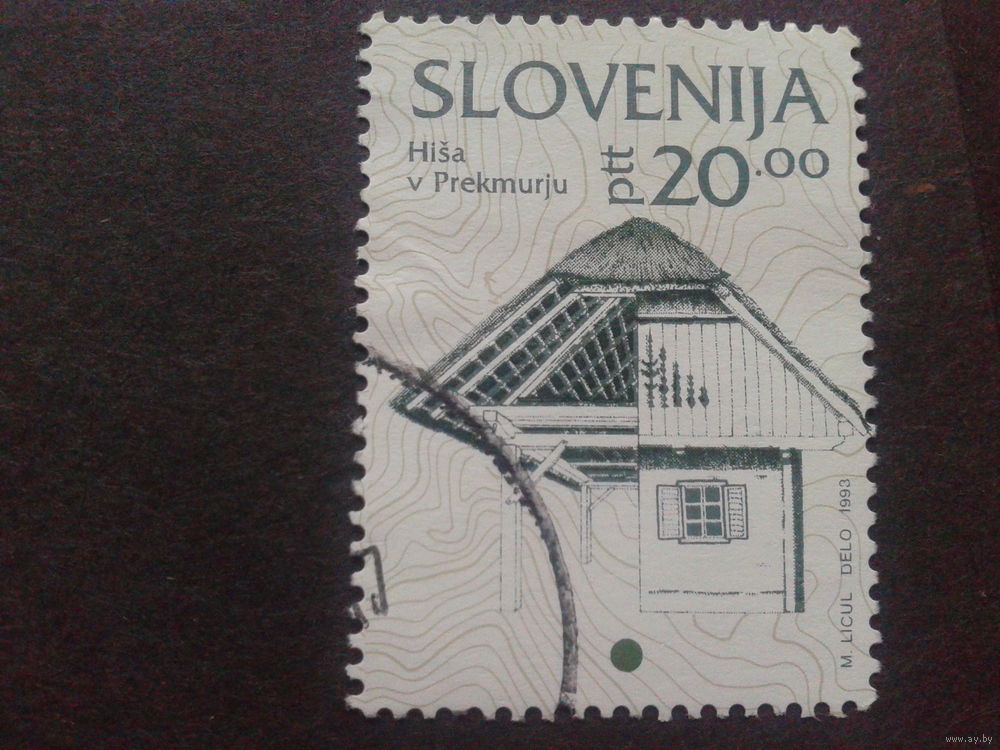 SLOVENIJA
Hiša
v Prekmurju
ptt 20.00
M. LICUL DELO 1993
www.ay.by